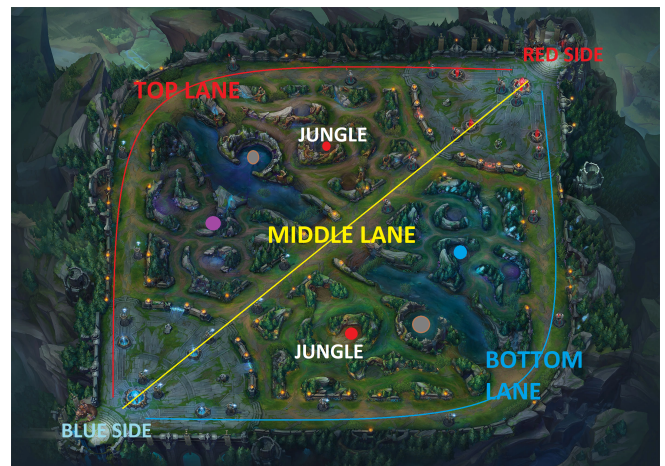 RED SIDE
TOP LANE
JUNGLE
MIDDLE LANE
JUNGLE
BOTTOM
LANE
BLUE SIDE